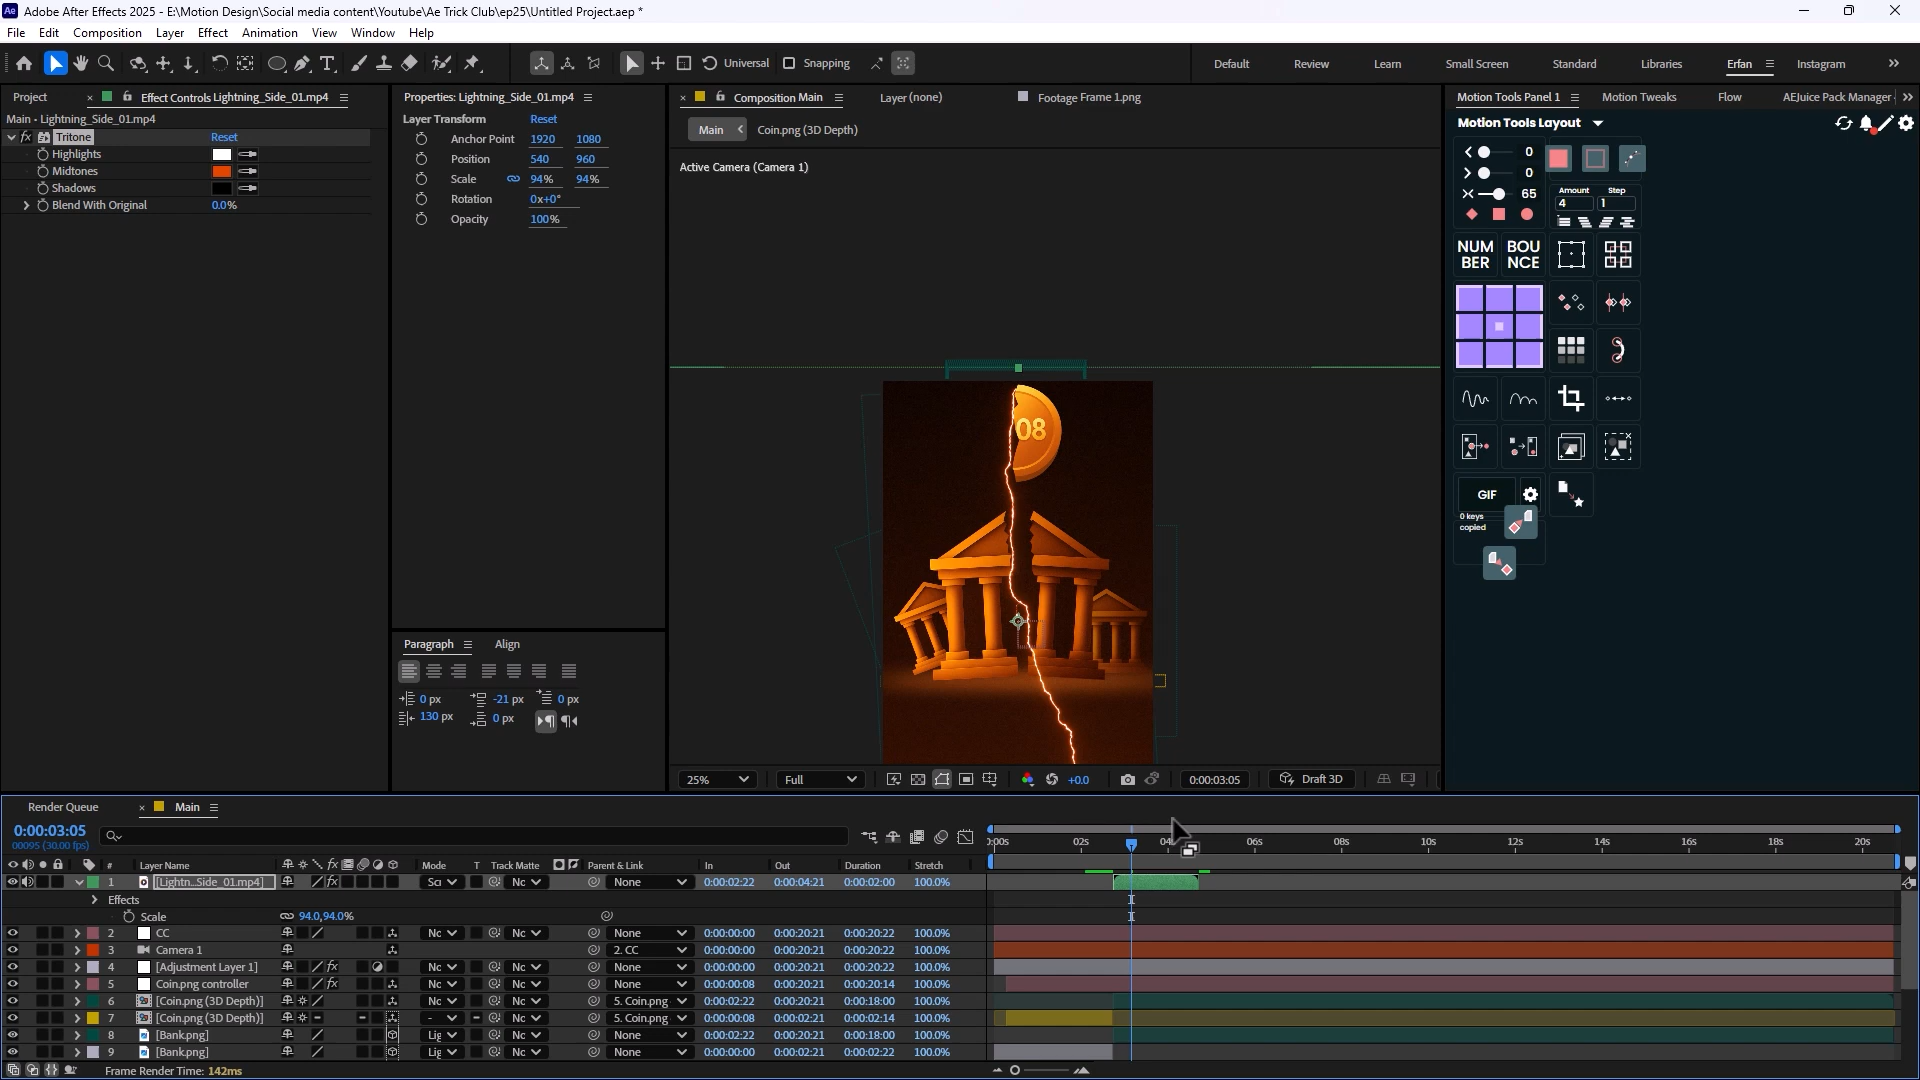 Adobe After Effects 2025 - E:\Motion Design\Social media content\Youtube\Ae Trick Club\ep25\Untitled Project.aep *
File Edit Composition Layer Effect Animation View Window Help
Universal Snapping Default Review Learn Small Screen Standard Libraries Erfan Instagram
Project Effect Controls Lightning_Side_01.mp4
Main - Lightning_Side_01.mp4
fx Tritone Reset
Highlights
Midtones
Shadows
Blend With Original 0.0%
Properties: Lightning_Side_01.mp4
Layer Transform Reset
Anchor Point 1920 1080
Position 540 960
Scale 94% 94%
Rotation 0x+0°
Opacity 100%
Paragraph Align
0 px -21 px 0 px
130 px 0 px
Composition Main Layer (none) Footage Frame 1.png
Main Coin.png (3D Depth)
Active Camera (Camera 1)
08
25% Full +0.0 0:00:03:05 Draft 3D
Motion Tools Panel 1 Motion Tweaks Flow AEJuice Pack Manager
Motion Tools Layout
0
0
65
Amount Step
4 1
NUM
BER
BOU
NCE
GIF
0 keys
copied
Render Queue Main
0:00:03:05
00095 (30.00 fps)
# Layer Name Mode T Track Matte Parent & Link In Out Duration Stretch
1 [Lightn...Side_01.mp4] Scr Nc None 0:00:02:22 0:00:04:21 0:00:02:00 100.0%
Effects
Scale 94.0,94.0%
2 CC Nc Nc None 0:00:00:00 0:00:20:21 0:00:20:22 100.0%
3 Camera 1 2. CC 0:00:00:00 0:00:20:21 0:00:20:22 100.0%
4 [Adjustment Layer 1] Nc Nc None 0:00:00:00 0:00:20:21 0:00:20:22 100.0%
5 Coin.png controller Nc Nc None 0:00:00:08 0:00:20:21 0:00:20:14 100.0%
6 [Coin.png (3D Depth)] Nc Nc 5. Coin.png 0:00:02:22 0:00:20:21 0:00:18:00 100.0%
7 [Coin.png (3D Depth)] - Nc 5. Coin.png 0:00:00:08 0:00:02:21 0:00:02:14 100.0%
8 [Bank.png] Lig Nc None 0:00:02:22 0:00:20:21 0:00:18:00 100.0%
9 [Bank.png] Lig Nc None 0:00:00:00 0:00:02:21 0:00:02:22 100.0%
:00s 02s 04 06s 08s 10s 12s 14s 16s 18s 20s
Frame Render Time: 142ms